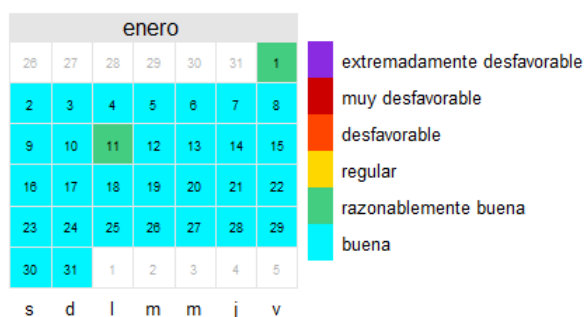 enero
26 27 28 29 30 31 1
2 3 4 5 6 7 8
9 10 11 12 13 14 15
16 17 18 19 20 21 22
23 24 25 26 27 28 29
30 31 1 2 3 4 5
s d l m m j v
extremadamente desfavorable
muy desfavorable
desfavorable
regular
razonablemente buena
buena